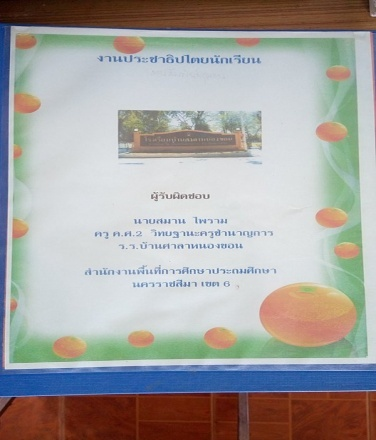 งานประชาธิปไตยนักเรียน
ผู้รับผิดชอบ
นายสมาน ไพราม
ครู ค.ศ.2 วิทยฐานะครูชำนาญการ
ร.ร.บ้านศาลาหนองขอน
สำนักงานพื้นที่การศึกษาประถมศึกษา
นครราชสีมา เขต 6